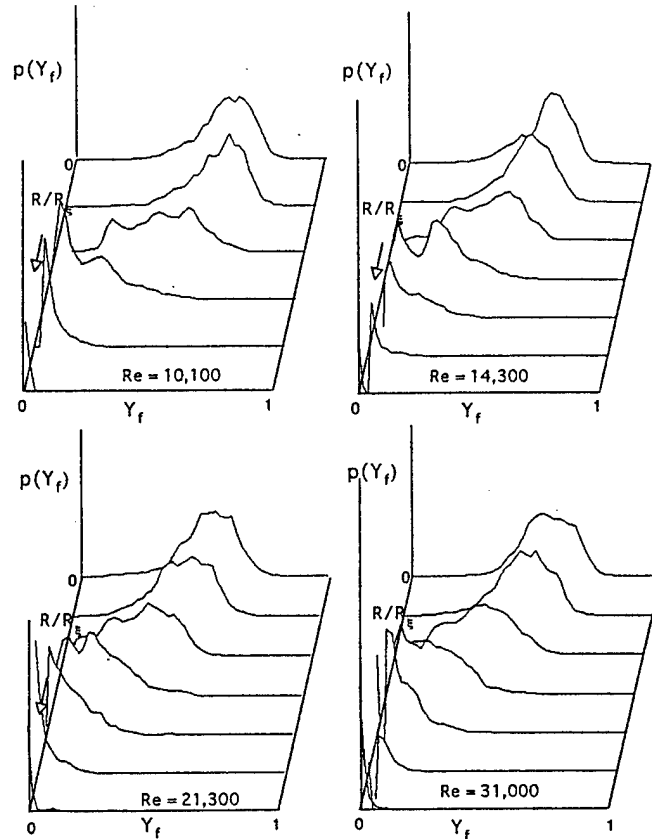 p(Y_f)
0
R/R_ξ
Re = 10,100
0
Y_f
1
p(Y_f)
0
R/R_ξ
Re = 14,300
0
Y_f
1
p(Y_f)
0
R/R_ξ
Re = 21,300
0
Y_f
1
p(Y_f)
0
R/R_ξ
Re = 31,000
0
Y_f
1